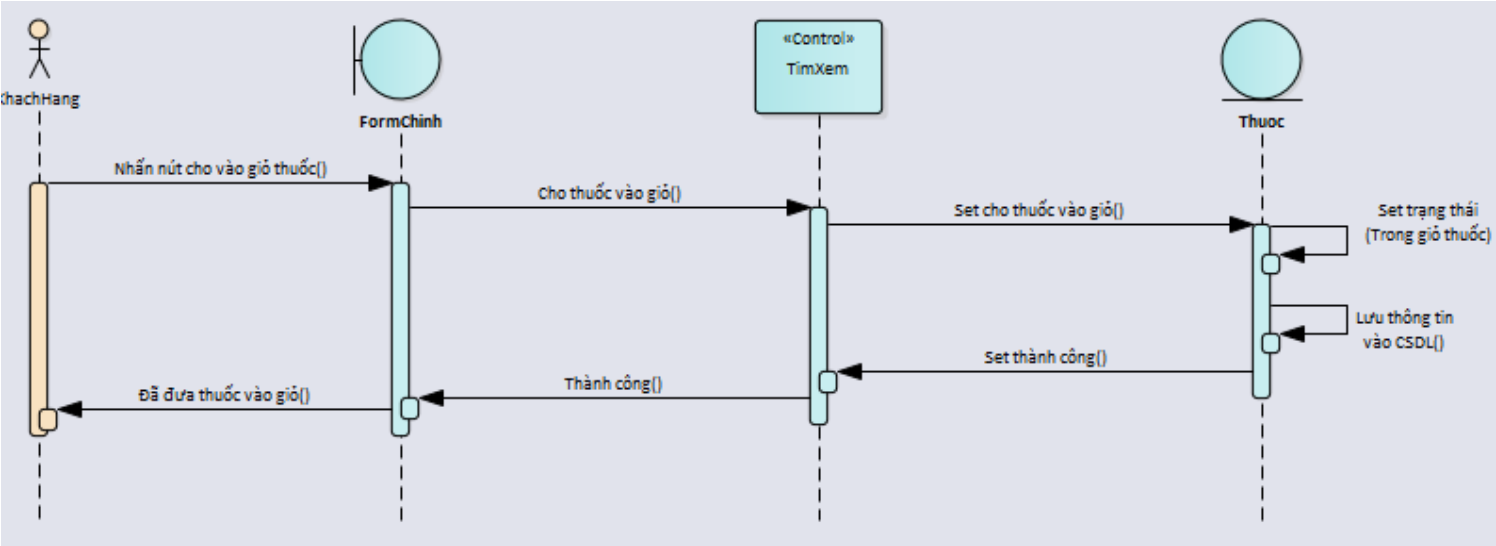 KhachHang
FormChinh
«Control»
TimXem
Thuoc
Nhấn nút cho vào giỏ thuốc()
Cho thuốc vào giỏ()
Set cho thuốc vào giỏ()
Set trạng thái
(Trong giỏ thuốc)
Lưu thông tin
vào CSDL()
Set thành công()
Thành công()
Đã đưa thuốc vào giỏ()